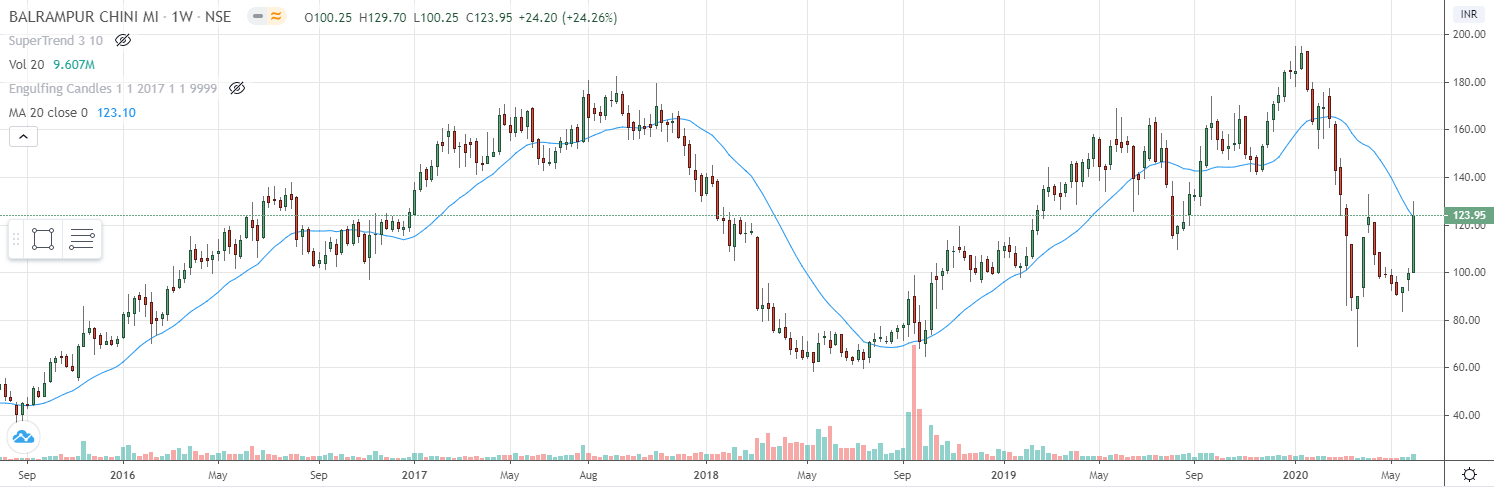 BALRAMPUR CHINI MI · 1W · NSE O100.25 H129.70 L100.25 C123.95 +24.20 (+24.26%)
INR
SuperTrend 3 10
Vol 20 9.607M
Engulfing Candles 1 1 2017 1 1 9999
MA 20 close 0 123.10
200.00
180.00
160.00
140.00
123.95
120.00
100.00
80.00
60.00
40.00
Sep 2016 May Sep 2017 May Aug 2018 May Sep 2019 May Sep 2020 May